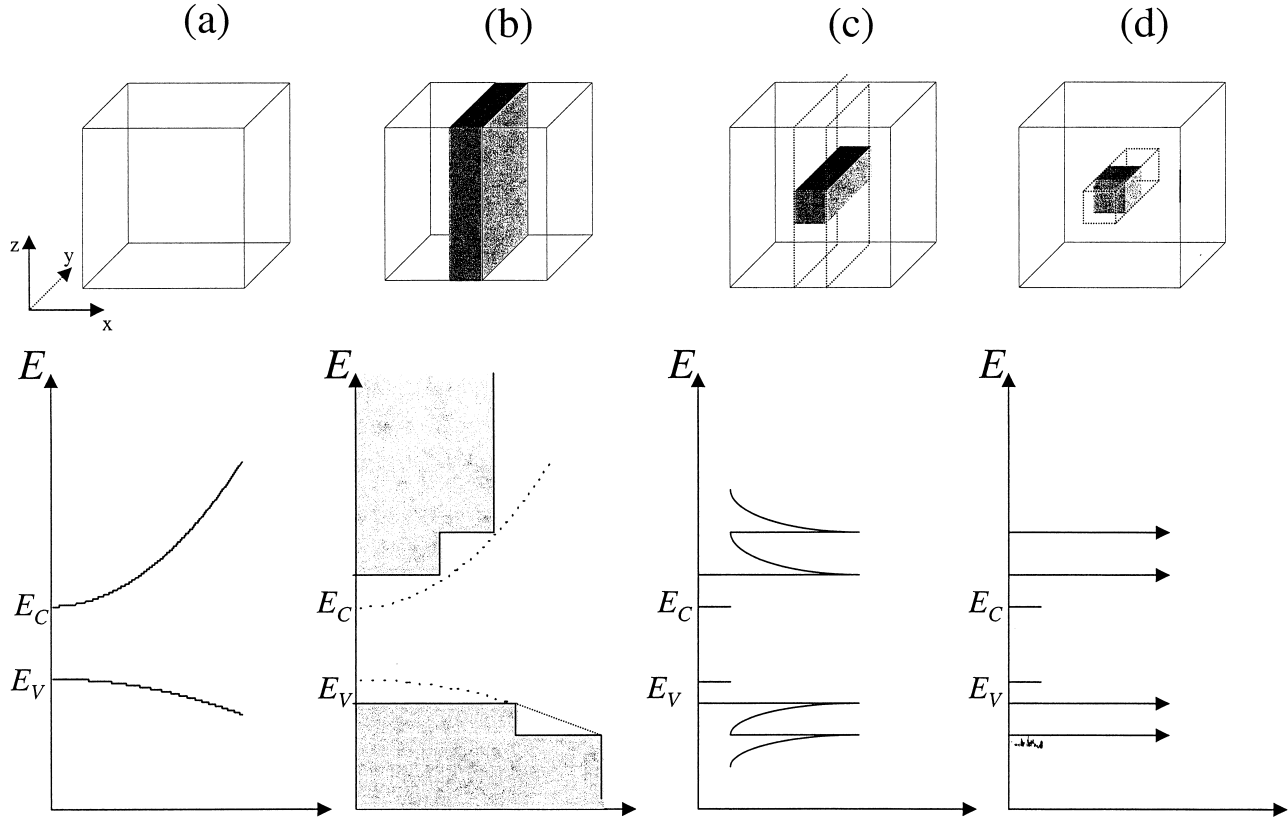 (a) (b) (c) (d)
z
y
x
E E E E
E_C E_C E_C E_C
E_V E_V E_V E_V